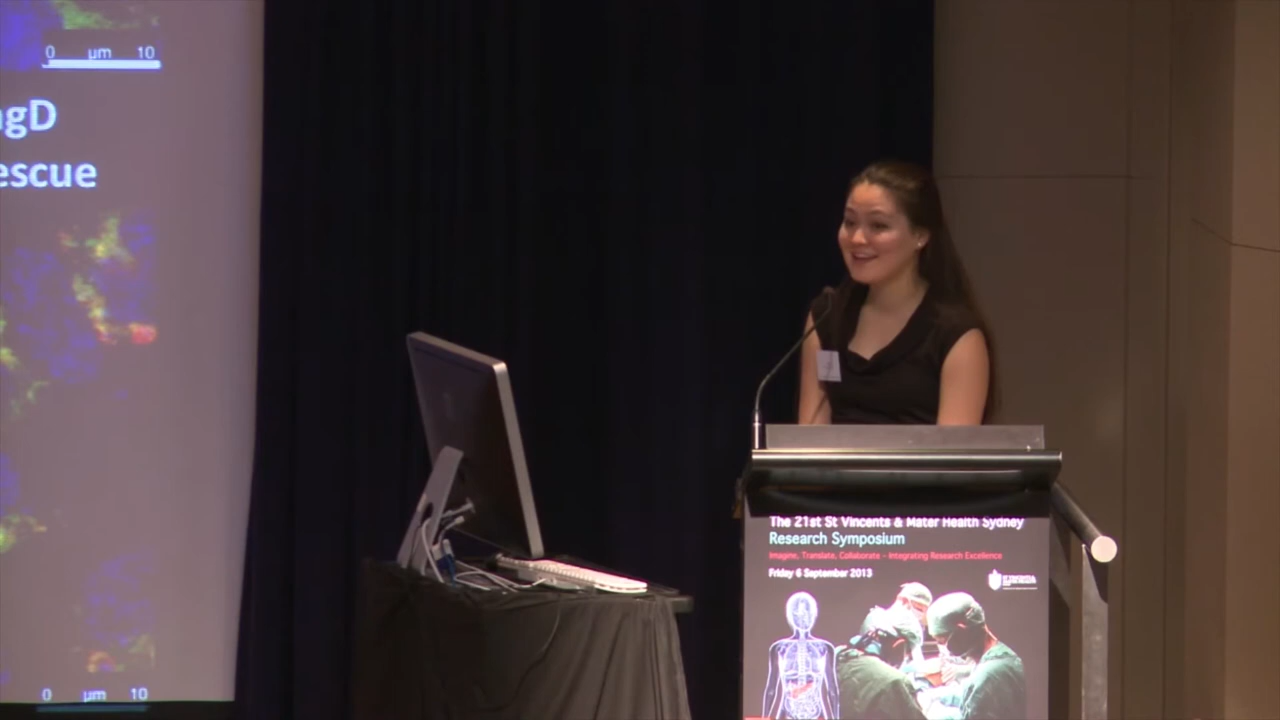 0 µm 10
agD
escue
0 µm 10
The 21st St Vincents & Mater Health Sydney
Research Symposium
Imagine, Translate, Collaborate – Integrating Research Excellence
Friday 6 September 2013